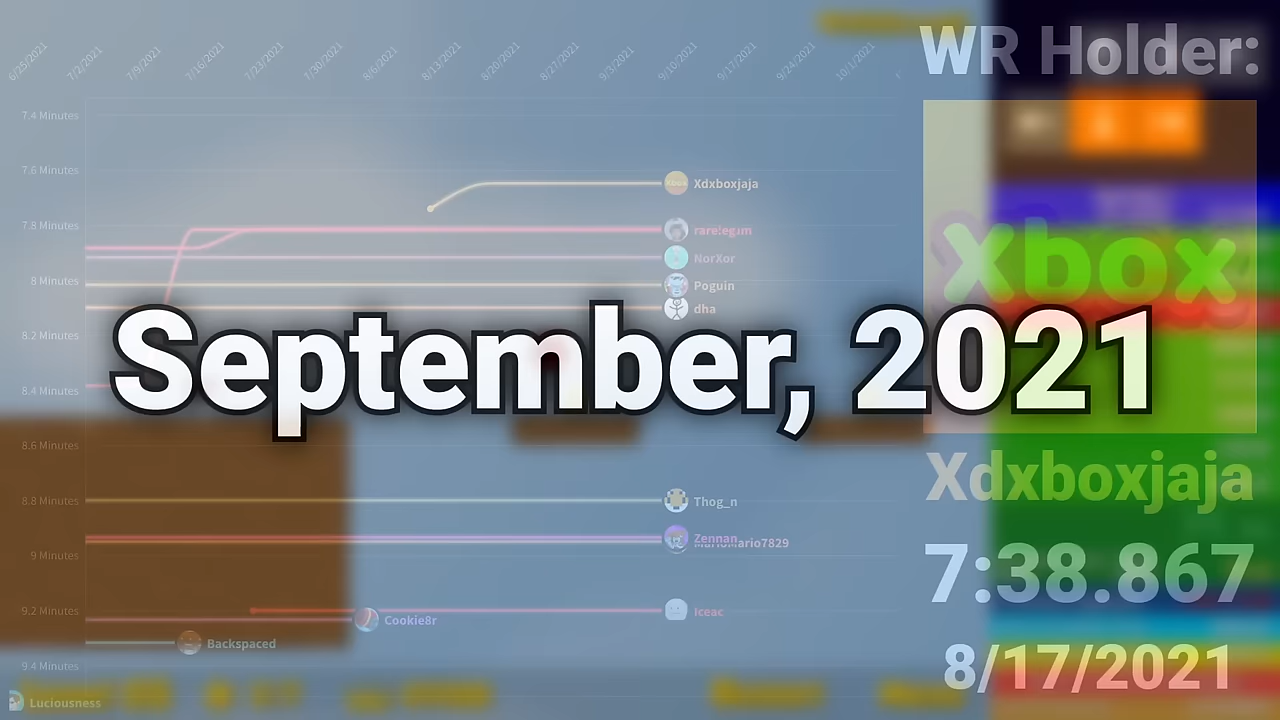 6/25/2021
7/2/2021
7/9/2021
7/16/2021
7/23/2021
7/30/2021
8/6/2021
8/13/2021
8/20/2021
8/27/2021
9/3/2021
9/10/2021
9/17/2021
9/24/2021
10/1/2021
WR Holder:
7.4 Minutes
7.6 Minutes
Xdxboxjaja
7.8 Minutes
NorXor
Xbox
8 Minutes
Poguin
dha
8.2 Minutes
September, 2021
8.4 Minutes
8.6 Minutes
Xdxboxjaja
8.8 Minutes
Thog_n
Zennan
MarioMario7829
9 Minutes
7:38.867
9.2 Minutes
Iceac
Cookie8r
Backspaced
9.4 Minutes
8/17/2021
Luciousness